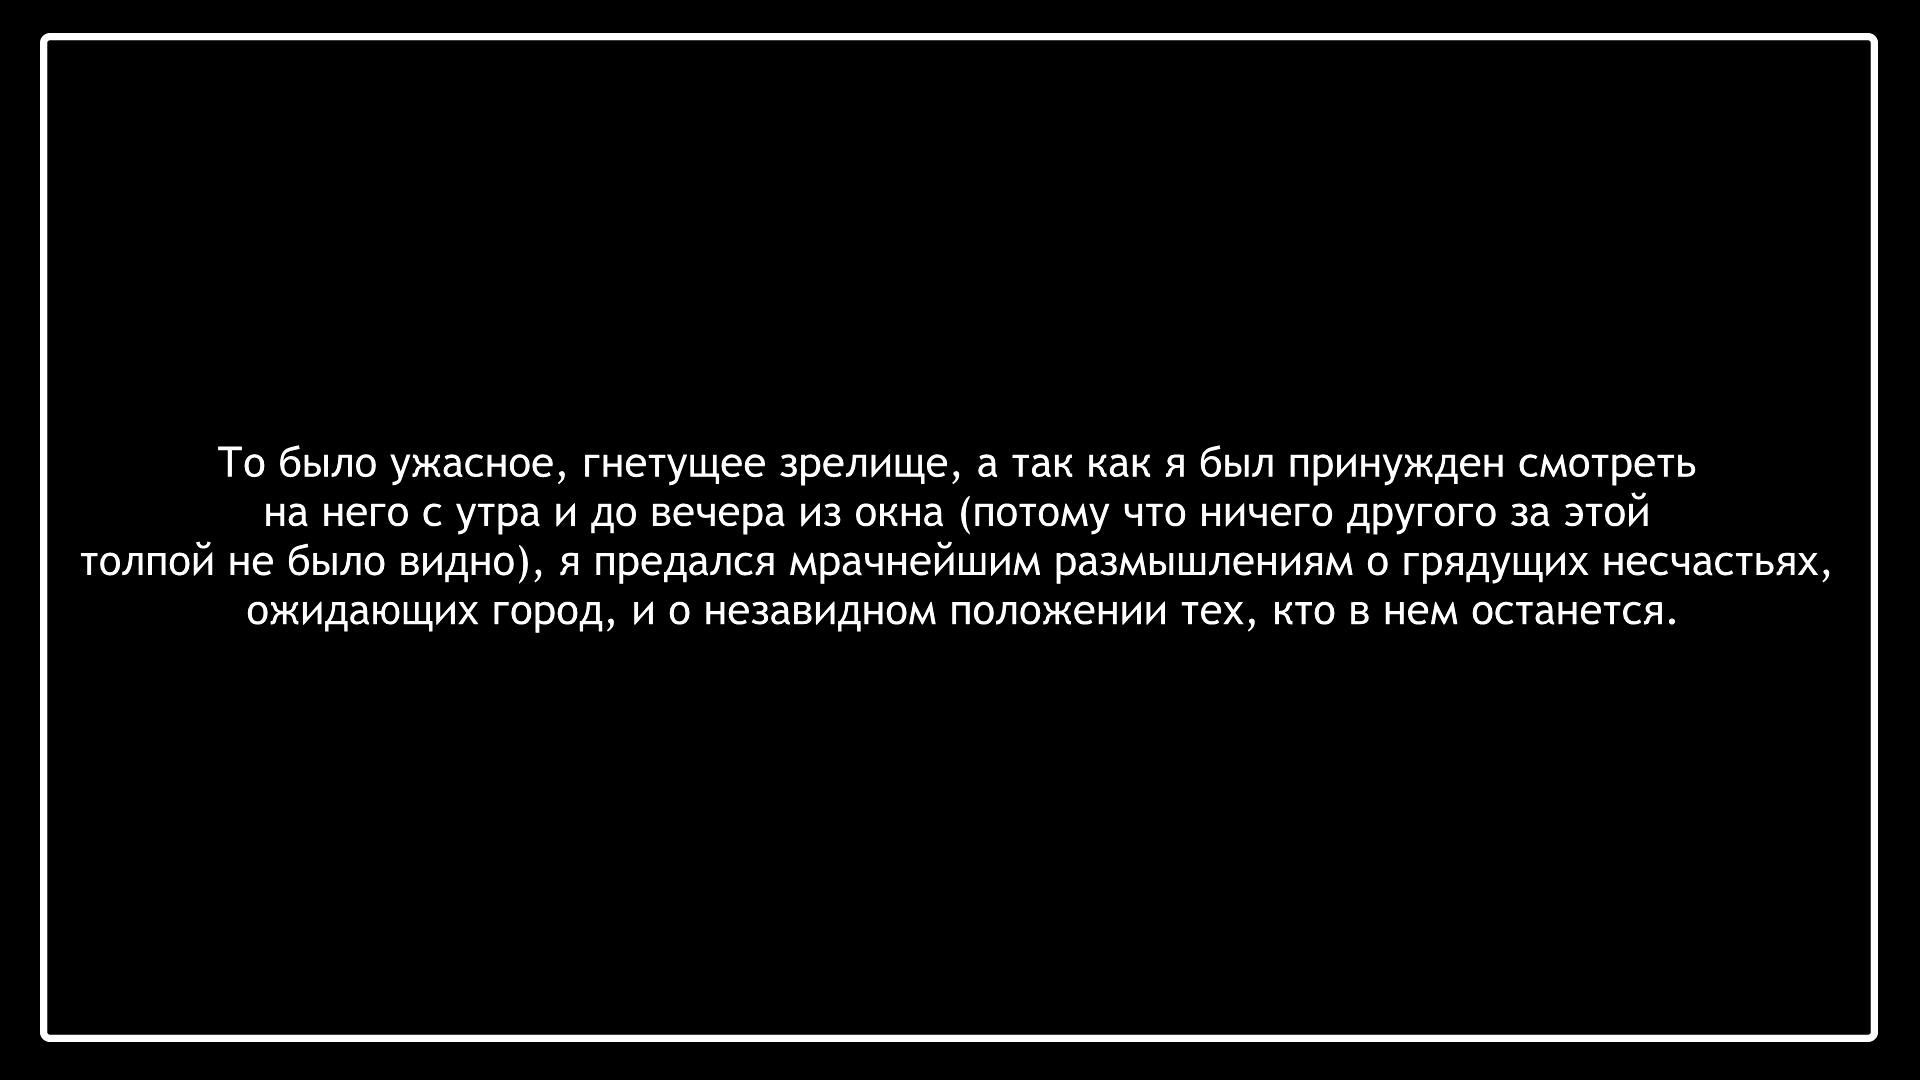 То было ужасное, гнетущее зрелище, а так как я был принужден смотреть
на него с утра и до вечера из окна (потому что ничего другого за этой
толпой не было видно), я предался мрачнейшим размышлениям о грядущих несчастьях,
ожидающих город, и о незавидном положении тех, кто в нем останется.